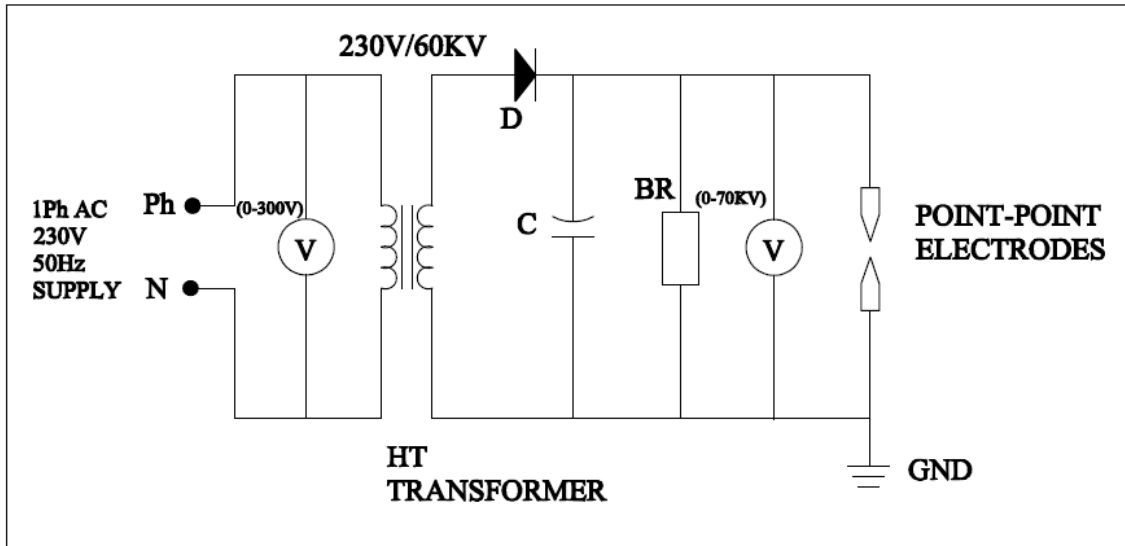 230V/60KV
D
1Ph AC
230V
50Hz
SUPPLY
Ph
N
(0-300V)
V
C
BR
(0-70KV)
V
POINT-POINT
ELECTRODES
HT
TRANSFORMER
GND